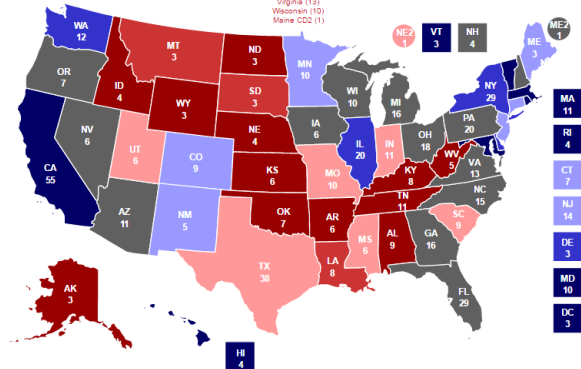 Virginia (13)
Wisconsin (10)
Maine CD2 (1)
WA
12
OR
7
CA
55
NV
6
ID
4
MT
3
WY
3
UT
6
AZ
11
CO
9
NM
5
ND
3
SD
3
NE
4
KS
6
OK
7
TX
38
MN
10
IA
6
MO
10
AR
6
LA
8
WI
10
IL
20
MI
16
IN
11
OH
18
KY
8
TN
11
MS
6
AL
9
GA
16
FL
29
SC
9
NC
15
VA
13
WV
5
PA
20
NY
29
ME
3
AK
3
HI
4
NE2
1
VT
3
NH
4
ME2
1
MA
11
RI
4
CT
7
NJ
14
DE
3
MD
10
DC
3